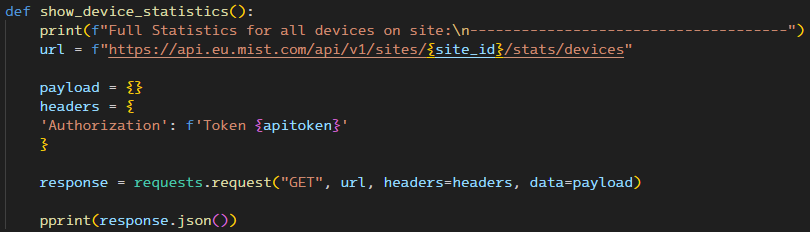 def show_device_statistics():
    print(f"Full Statistics for all devices on site:\n-------------------------------------")
    url = f"https://api.eu.mist.com/api/v1/sites/{site_id}/stats/devices"
    payload = {}
    headers = {
    'Authorization': f'Token {apitoken}'
    }
    response = requests.request("GET", url, headers=headers, data=payload)
    pprint(response.json())